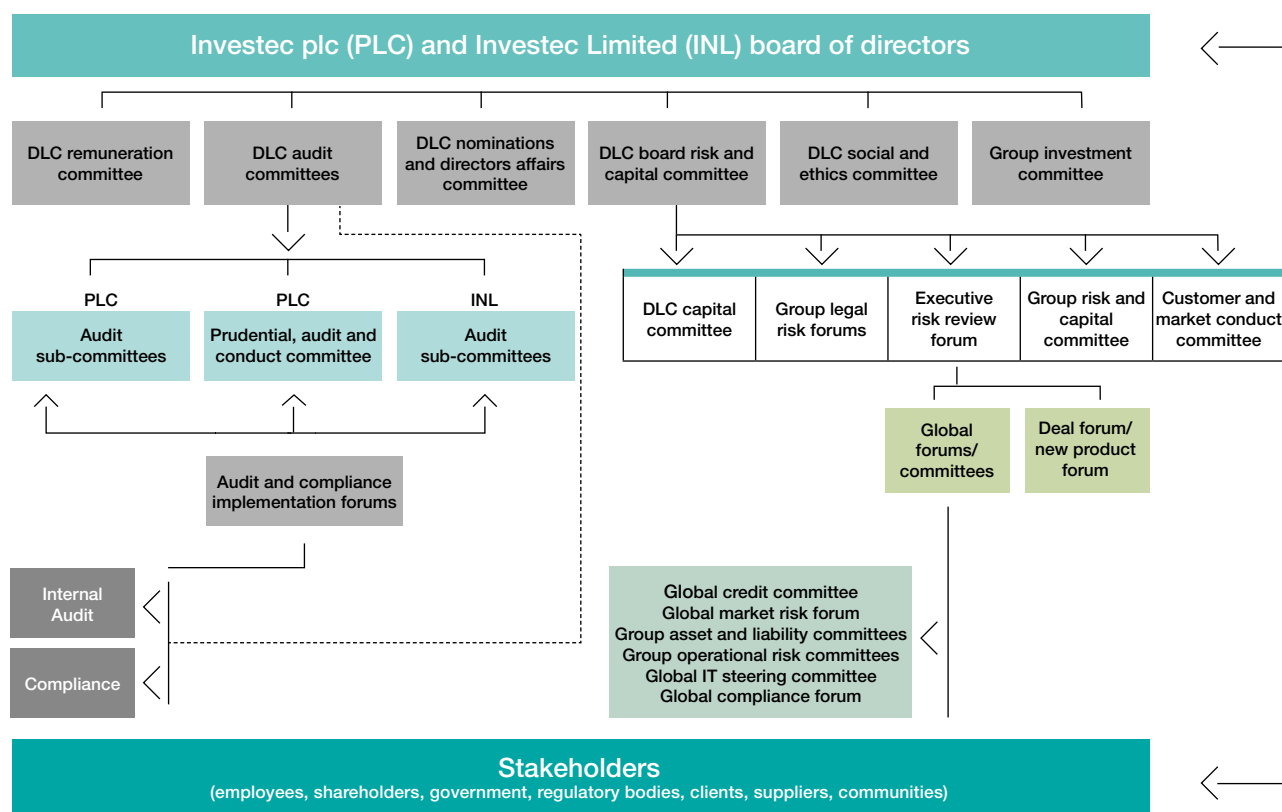 Investec plc (PLC) and Investec Limited (INL) board of directors
DLC remuneration
committee
DLC audit
committees
DLC nominations
and directors affairs
committee
DLC board risk and
capital committee
DLC social and
ethics committee
Group investment
committee
PLC
Audit
sub-committees
PLC
Prudential, audit and
conduct committee
INL
Audit
sub-committees
DLC capital
committee
Group legal
risk forums
Executive
risk review
forum
Group risk and
capital
committee
Customer and
market conduct
committee
Global
forums/
committees
Deal forum/
new product
forum
Audit and compliance
implementation forums
Internal
Audit
Compliance
Global credit committee
Global market risk forum
Group asset and liability committees
Group operational risk committees
Global IT steering committee
Global compliance forum
Stakeholders
(employees, shareholders, government, regulatory bodies, clients, suppliers, communities)